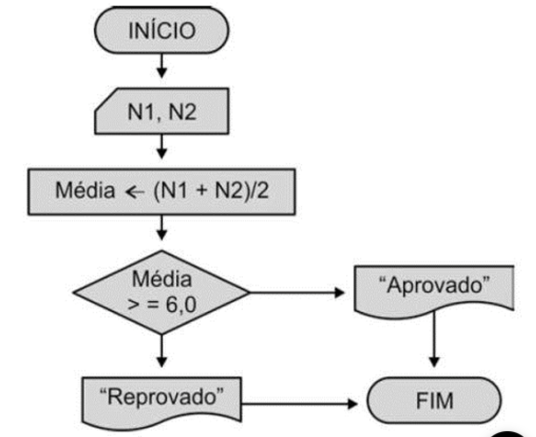 INÍCIO
N1, N2
Média ← (N1 + N2)/2
Média
> = 6,0
“Aprovado”
“Reprovado”
FIM